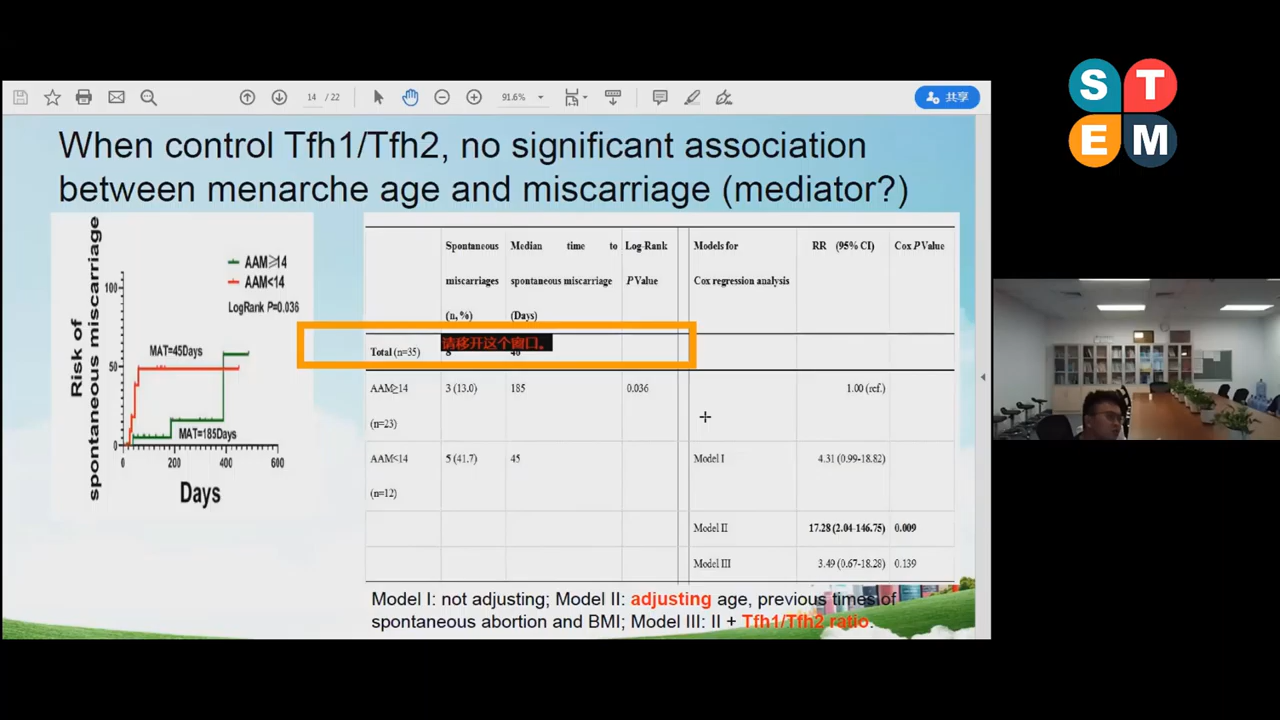 14 / 22
91.6%
共享
S T
E M
When control Tfh1/Tfh2, no significant association
between menarche age and miscarriage (mediator?)
Risk of
spontaneous miscarriage
AAM≥14
AAM<14
LogRank P=0.036
MAT=45Days
MAT=185Days
100
50
0
0 200 400 600
Days
Spontaneous Median time to Log-Rank Models for RR (95% CI) Cox P Value
miscarriages spontaneous miscarriage P Value Cox regression analysis
(n, %) (Days)
请移开这个窗口。
Total (n=35) 8
AAM≥14 3 (13.0) 185 0.036 1.00 (ref.)
(n=23)
AAM<14 5 (41.7) 45 Model I 4.31 (0.99-18.82)
(n=12)
Model II 17.28 (2.04-146.75) 0.009
Model III 3.49 (0.67-18.28) 0.139
Model I: not adjusting; Model II: adjusting age, previous times of
spontaneous abortion and BMI; Model III: II + Tfh1/Tfh2 ratio.